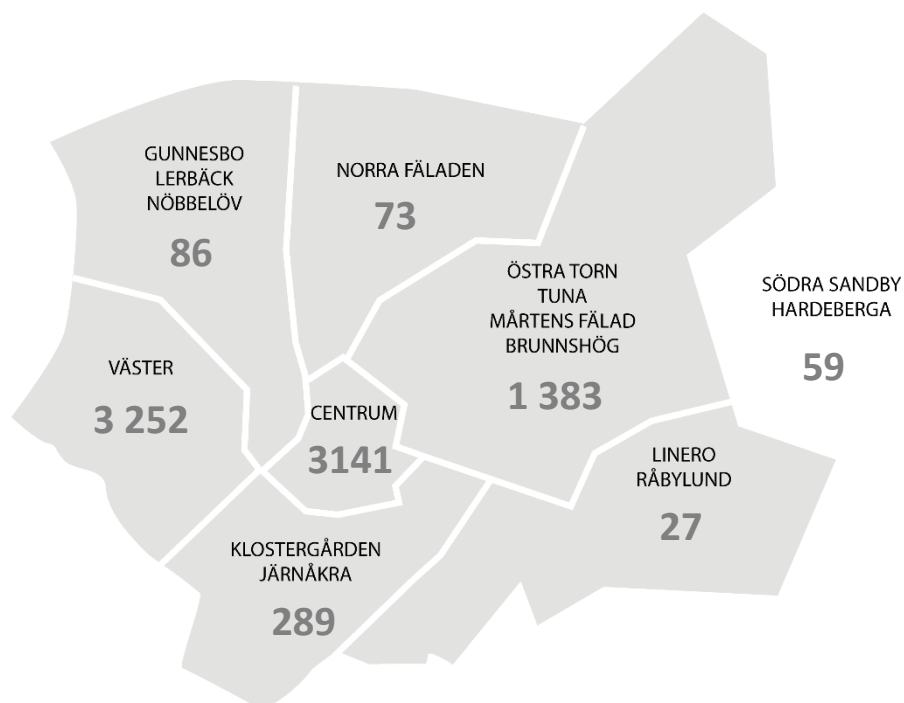 GUNNESBO
LERBÄCK
NÖBBELÖV
86
NORRA FÄLADEN
73
ÖSTRA TORN
TUNA
MÅRTENS FÄLAD
BRUNNSHÖG
1 383
SÖDRA SANDBY
HARDEBERGA
59
VÄSTER
3 252
CENTRUM
3141
LINERO
RÅBYLUND
27
KLOSTERGÅRDEN
JÄRNÅKRA
289